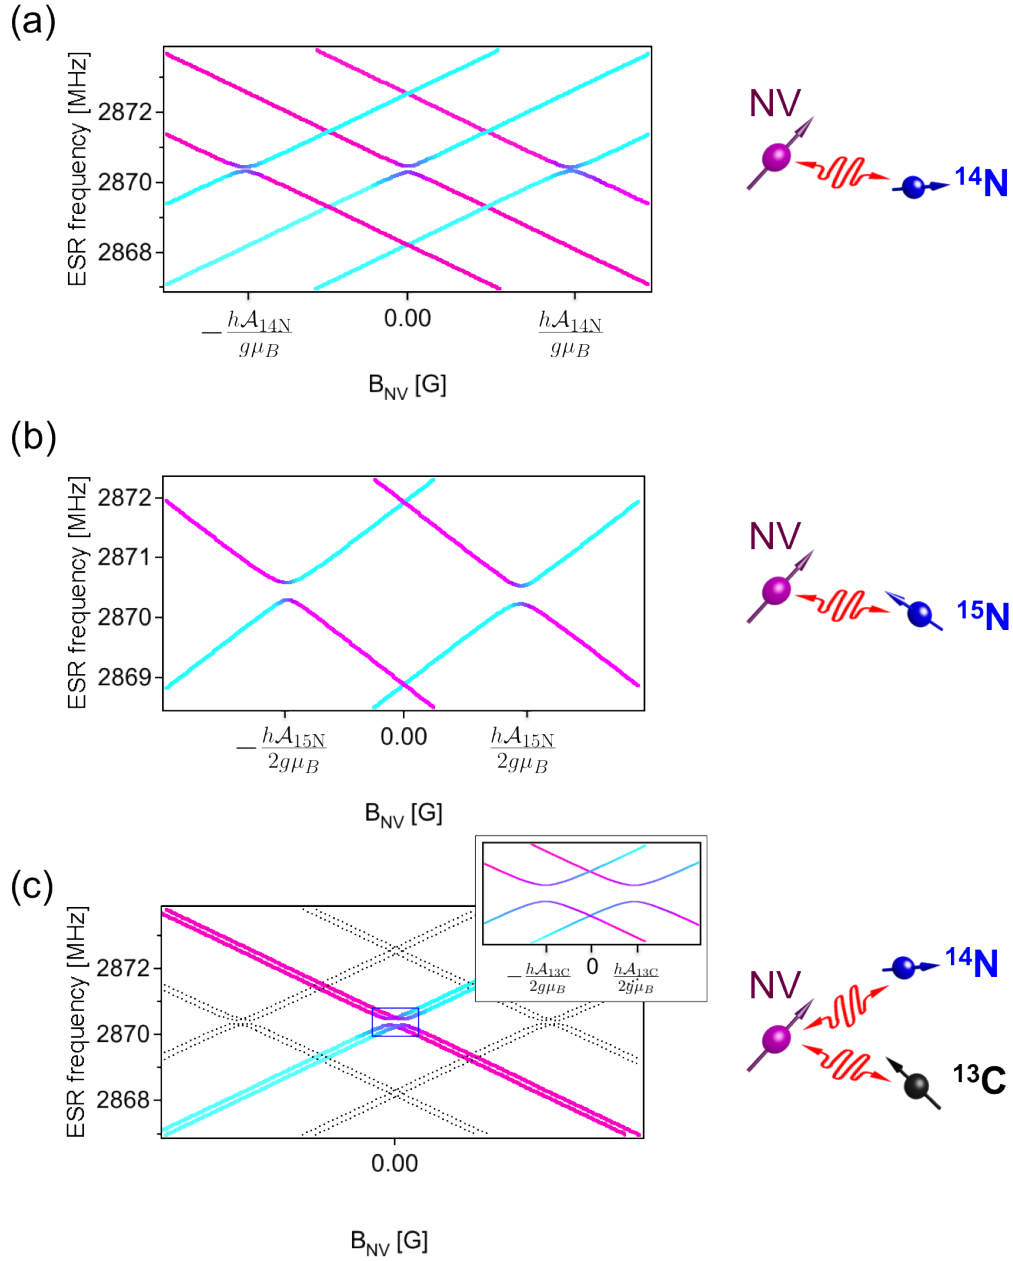 (a)
ESR frequency [MHz]
2872
2870
2868
− hA14N / gμB
0.00
hA14N / gμB
BNV [G]
NV
14N
(b)
ESR frequency [MHz]
2872
2871
2870
2869
− hA15N / 2gμB
0.00
hA15N / 2gμB
BNV [G]
NV
15N
(c)
ESR frequency [MHz]
2872
2870
2868
0.00
BNV [G]
− hA13C / 2gμB
0
hA13C / 2gμB
NV
14N
13C